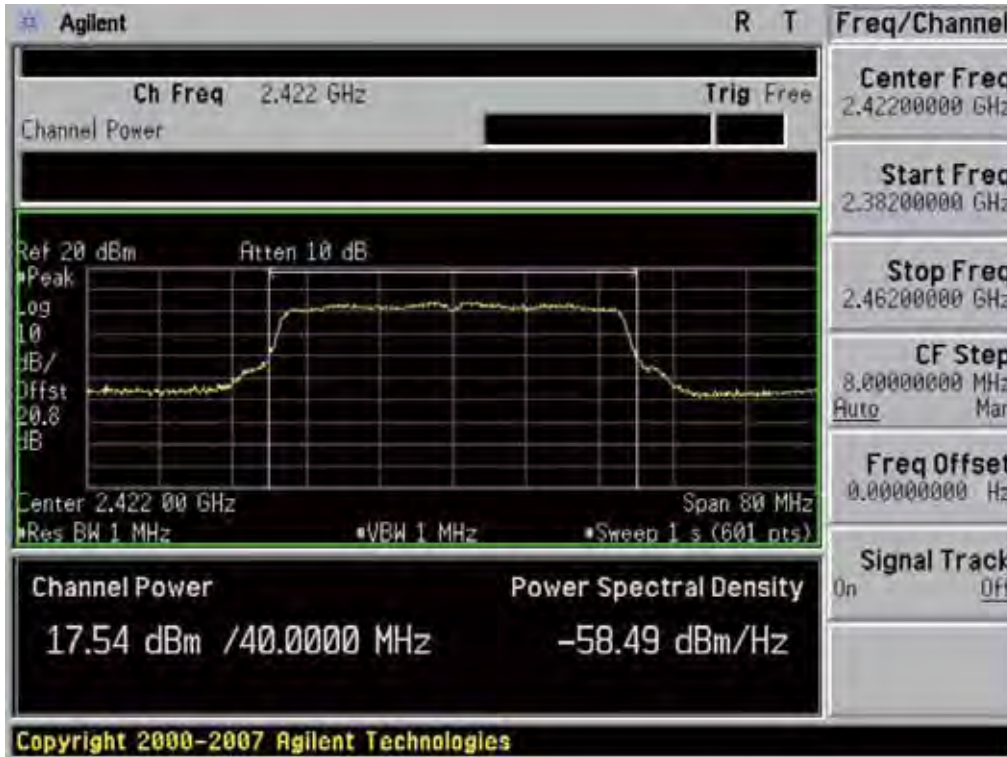 Agilent R T Freq/Channel
Ch Freq 2.422 GHz Trig Free
Channel Power
Center Freq
2.42200000 GHz
Start Freq
2.38200000 GHz
Stop Freq
2.46200000 GHz
CF Step
8.00000000 MHz
Auto Man
Freq Offset
0.00000000 Hz
Signal Track
On Off
Ref 20 dBm Atten 10 dB
#Peak
Log
10
dB/
Offst
20.8
dB
Center 2.422 00 GHz Span 80 MHz
#Res BW 1 MHz #VBW 1 MHz #Sweep 1 s (601 pts)
Channel Power Power Spectral Density
17.54 dBm /40.0000 MHz -58.49 dBm/Hz
Copyright 2000-2007 Agilent Technologies